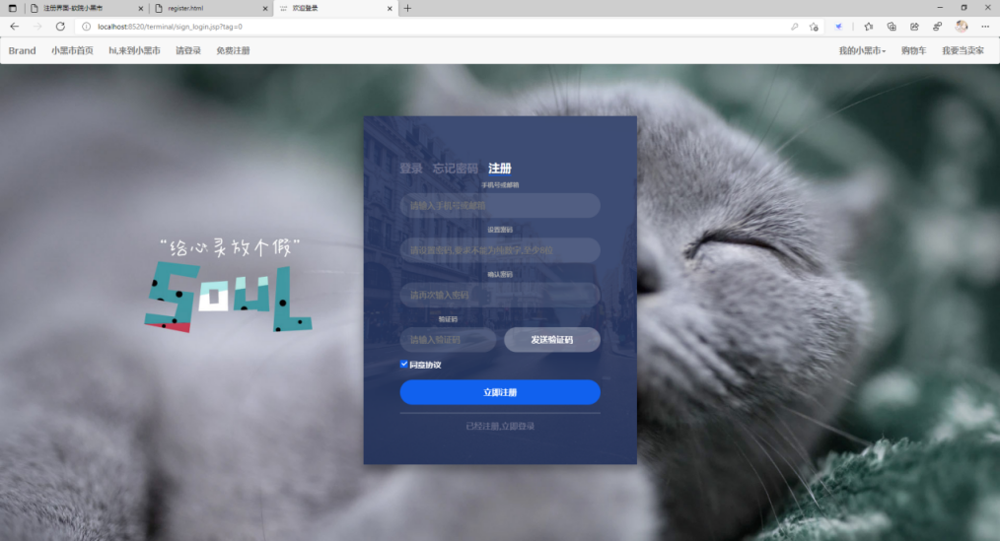 注册界面-欧皓小黑市
register.html
欢迎登录
localhost:8520/terminal/sign_login.jsp?tag=0
Brand 小黑市首页 hi,来到小黑市 请登录 免费注册 我的小黑市 购物车 我要当卖家
登录 忘记密码 注册
手机号或邮箱
请输入手机号或邮箱
设置密码
请设置密码,要求不能为纯数字,至少6位
确认密码
请再次输入密码
验证码
请输入验证码 发送验证码
同意协议
立即注册
已经注册,立即登录
“给心灵放个假”
SOUL